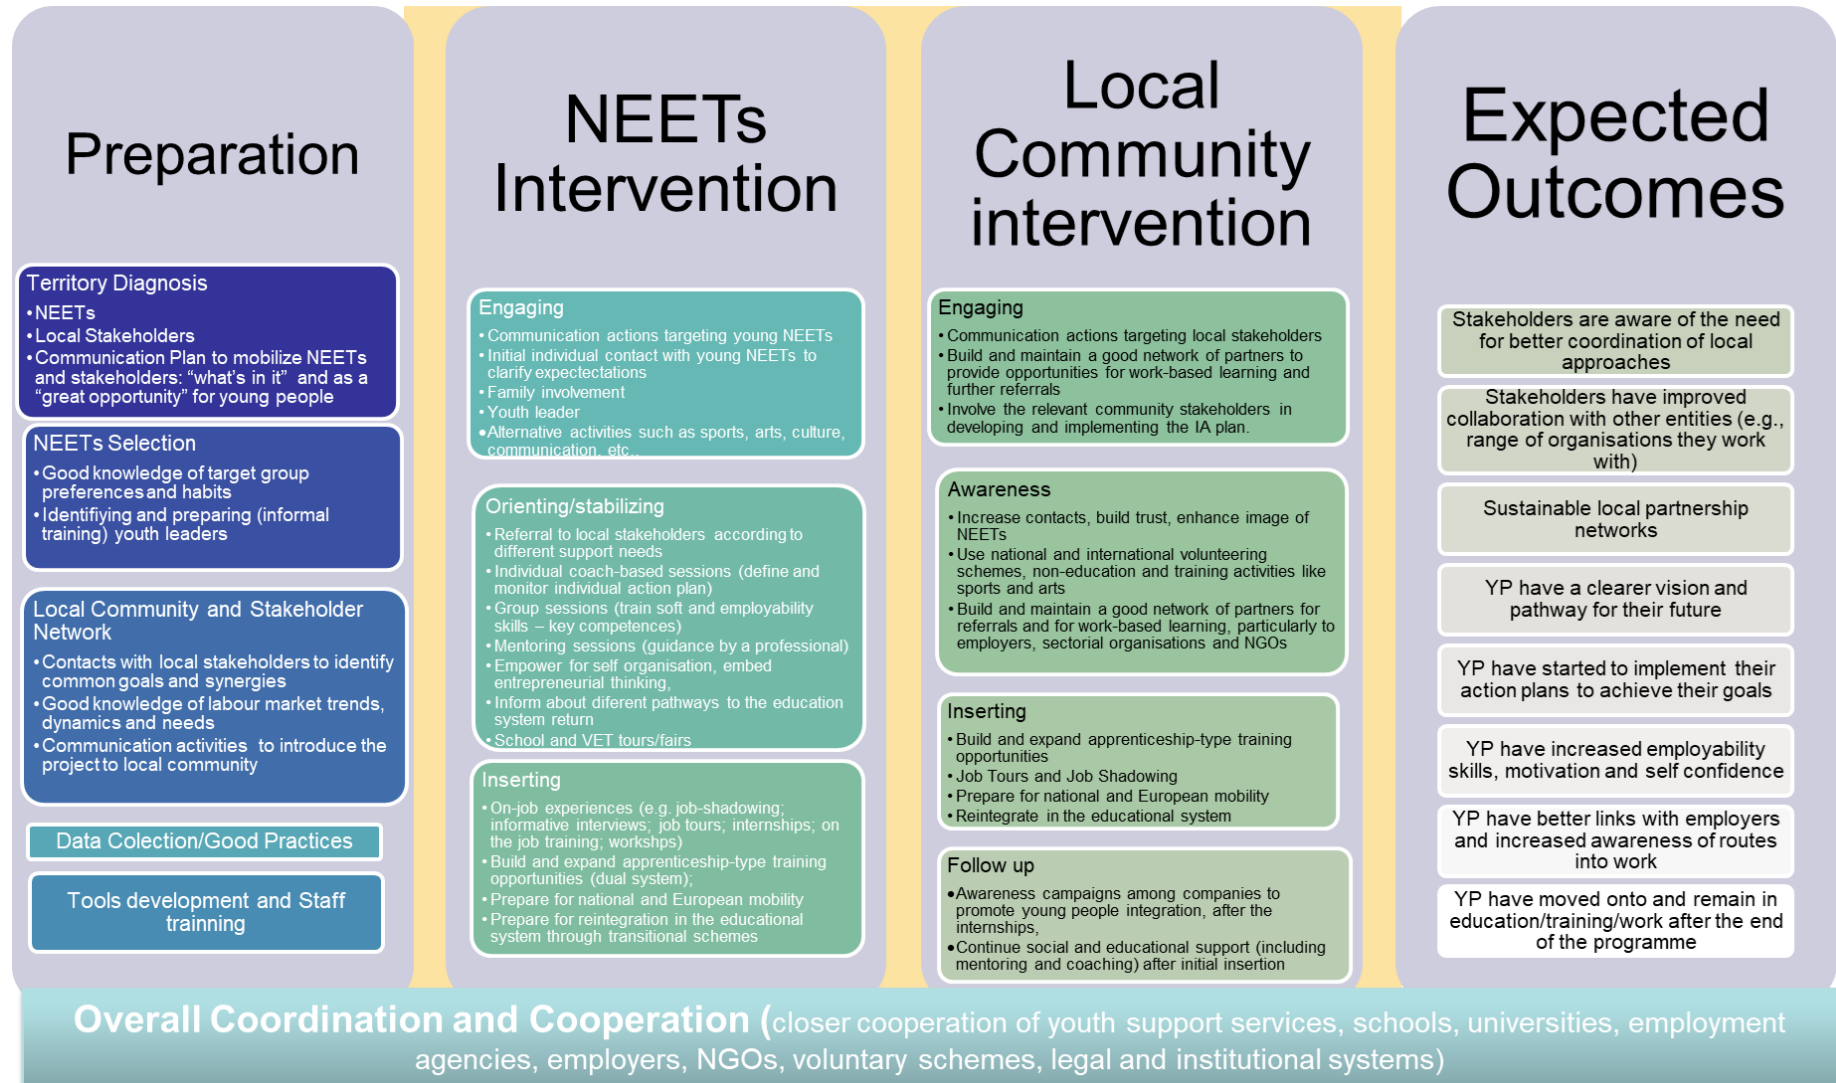 Preparation
Territory Diagnosis
•NEETs
•Local Stakeholders
•Communication Plan to mobilize NEETs
and stakeholders: “what’s in it” and as a
“great opportunity” for young people
NEETs Selection
•Good knowledge of target group
preferences and habits
•Identifiying and preparing (informal
training) youth leaders
Local Community and Stakeholder
Network
•Contacts with local stakeholders to identify
common goals and synergies
•Good knowledge of labour market trends,
dynamics and needs
•Communication activities to introduce the
project to local community
Data Colection/Good Practices
Tools development and Staff
trainning
NEETs
Intervention
Engaging
•Communication actions targeting young NEETs
•Initial individual contact with young NEETs to
clarify expectectations
•Family involvement
•Youth leader
•Alternative activities such as sports, arts, culture,
communication, etc..
Orienting/stabilizing
•Referral to local stakeholders according to
different support needs
•Individual coach-based sessions (define and
monitor individual action plan)
•Group sessions (train soft and employability
skills – key competences)
•Mentoring sessions (guidance by a professional)
•Empower for self organisation, embed
entrepreneurial thinking,
•Inform about diferent pathways to the education
system return
•School and VET tours/fairs
Inserting
•On-job experiences (e.g. job-shadowing;
informative interviews; job tours; internships; on
the job training; workshps)
•Build and expand apprenticeship-type training
opportunities (dual system);
•Prepare for national and European mobility
•Prepare for reintegration in the educational
system through transitional schemes
Local
Community
intervention
Engaging
•Communication actions targeting local stakeholders
•Build and maintain a good network of partners to
provide opportunities for work-based learning and
further referrals
•Involve the relevant community stakeholders in
developing and implementing the IA plan.
Awareness
•Increase contacts, build trust, enhance image of
NEETs
•Use national and international volunteering
schemes, non-education and training activities like
sports and arts
•Build and maintain a good network of partners for
referrals and for work-based learning, particularly to
employers, sectorial organisations and NGOs
Inserting
•Build and expand apprenticeship-type training
opportunities
•Job Tours and Job Shadowing
•Prepare for national and European mobility
•Reintegrate in the educational system
Follow up
•Awareness campaigns among companies to
promote young people integration, after the
internships,
•Continue social and educational support (including
mentoring and coaching) after initial insertion
Expected
Outcomes
Stakeholders are aware of the need
for better coordination of local
approaches
Stakeholders have improved
collaboration with other entities (e.g.,
range of organisations they work
with)
Sustainable local partnership
networks
YP have a clearer vision and
pathway for their future
YP have started to implement their
action plans to achieve their goals
YP have increased employability
skills, motivation and self confidence
YP have better links with employers
and increased awareness of routes
into work
YP have moved onto and remain in
education/training/work after the end
of the programme
Overall Coordination and Cooperation (closer cooperation of youth support services, schools, universities, employment
agencies, employers, NGOs, voluntary schemes, legal and institutional systems)